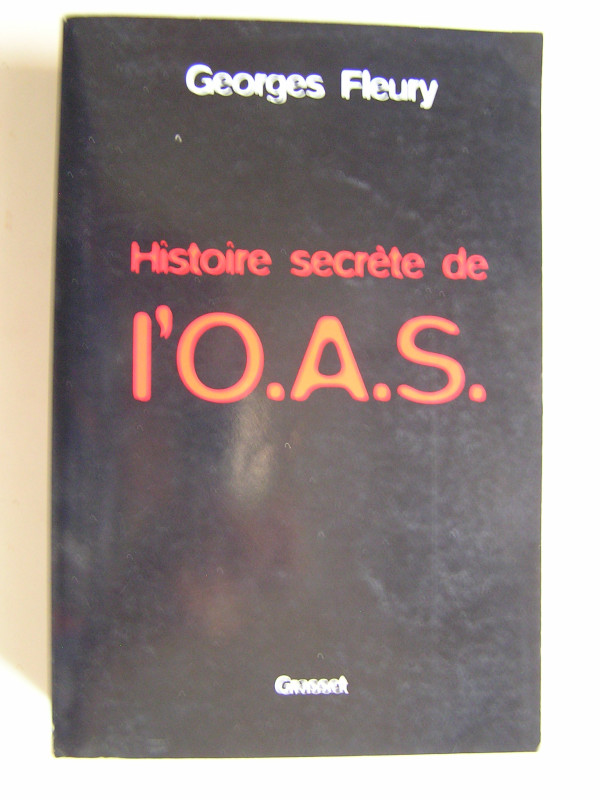 Georges Fleury
Histoire secrète de
l'O.A.S.
Grasset